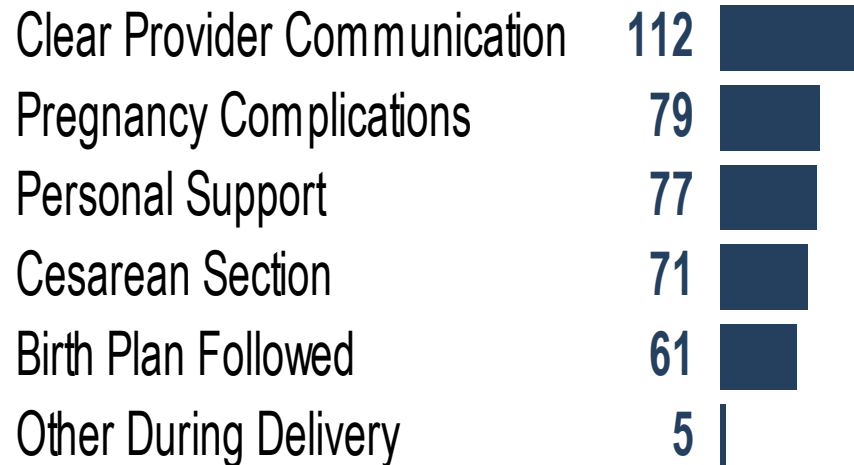 Clear Provider Communication 112
Pregnancy Complications 79
Personal Support 77
Cesarean Section 71
Birth Plan Followed 61
Other During Delivery 5